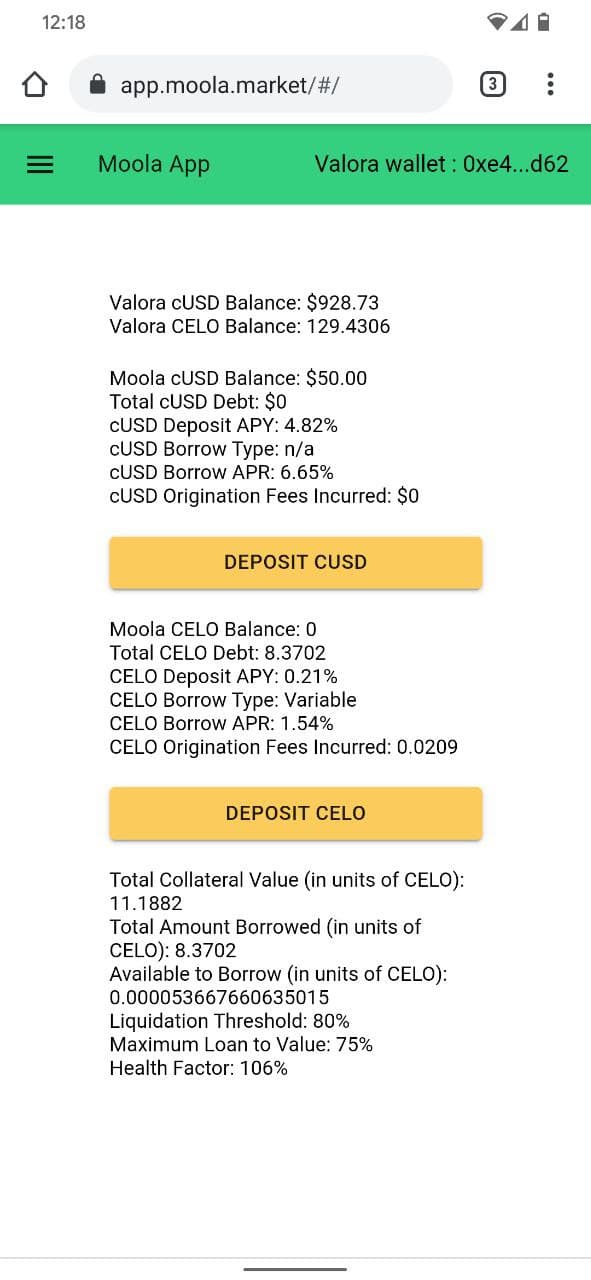 12:18
app.moola.market/#/
3
Moola App
Valora wallet : 0xe4...d62
Valora cUSD Balance: $928.73
Valora CELO Balance: 129.4306
Moola cUSD Balance: $50.00
Total cUSD Debt: $0
cUSD Deposit APY: 4.82%
cUSD Borrow Type: n/a
cUSD Borrow APR: 6.65%
cUSD Origination Fees Incurred: $0
DEPOSIT CUSD
Moola CELO Balance: 0
Total CELO Debt: 8.3702
CELO Deposit APY: 0.21%
CELO Borrow Type: Variable
CELO Borrow APR: 1.54%
CELO Origination Fees Incurred: 0.0209
DEPOSIT CELO
Total Collateral Value (in units of CELO):
11.1882
Total Amount Borrowed (in units of
CELO): 8.3702
Available to Borrow (in units of CELO):
0.000053667660635015
Liquidation Threshold: 80%
Maximum Loan to Value: 75%
Health Factor: 106%